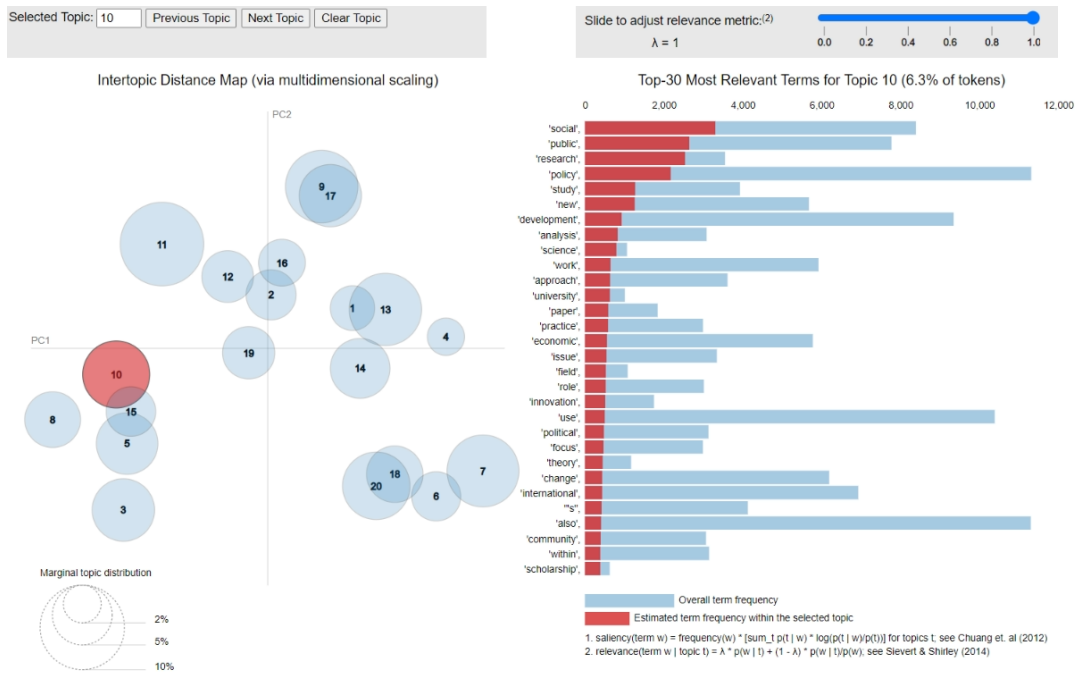 Selected Topic: 10 Previous Topic Next Topic Clear Topic
Slide to adjust relevance metric:(2)
λ = 1
0.0 0.2 0.4 0.6 0.8 1.0
Intertopic Distance Map (via multidimensional scaling)
PC2
PC1
9
17
11
16
12
2
1
13
4
19
14
10
15
8
5
18
7
20
6
3
Marginal topic distribution
2%
5%
10%
Top-30 Most Relevant Terms for Topic 10 (6.3% of tokens)
0 2,000 4,000 6,000 8,000 10,000 12,000
'social',
'public',
'research',
'policy',
'study',
'new',
'development',
'analysis',
'science',
'work',
'approach',
'university',
'paper',
'practice',
'economic',
'issue',
'field',
'role',
'innovation',
'use',
'political',
'focus',
'theory',
'change',
'international',
'"s",
'also',
'community',
'within',
'scholarship',
Overall term frequency
Estimated term frequency within the selected topic
1. saliency(term w) = frequency(w) * [sum_t p(t | w) * log(p(t | w)/p(t))] for topics t; see Chuang et. al (2012)
2. relevance(term w | topic t) = λ * p(w | t) + (1 - λ) * p(w | t)/p(w); see Sievert & Shirley (2014)